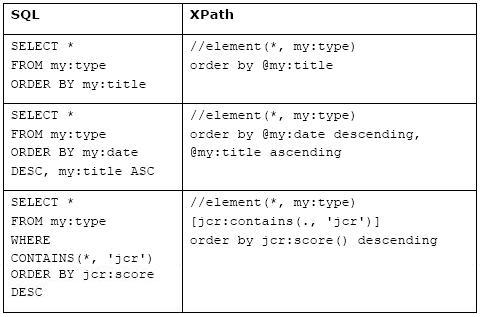 SQL
XPath
SELECT *
FROM my:type
ORDER BY my:title
//element(*, my:type)
order by @my:title
SELECT *
FROM my:type
ORDER BY my:date
DESC, my:title ASC
//element(*, my:type)
order by @my:date descending,
@my:title ascending
SELECT *
FROM my:type
WHERE
CONTAINS(*, 'jcr')
ORDER BY jcr:score
DESC
//element(*, my:type)
[jcr:contains(., 'jcr')]
order by jcr:score() descending